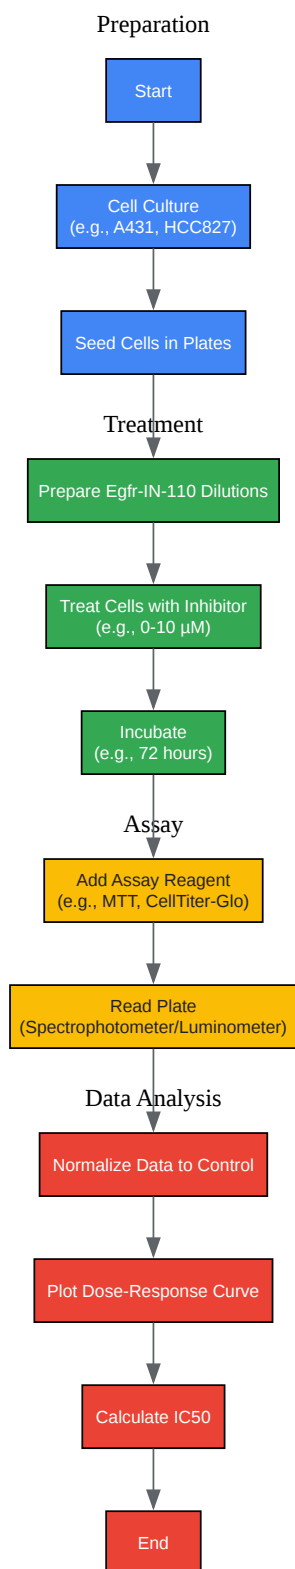 Preparation
Start
Cell Culture
(e.g., A431, HCC827)
Seed Cells in Plates
Treatment
Prepare Egfr-IN-110 Dilutions
Treat Cells with Inhibitor
(e.g., 0-10 µM)
Incubate
(e.g., 72 hours)
Assay
Add Assay Reagent
(e.g., MTT, CellTiter-Glo)
Read Plate
(Spectrophotometer/Luminometer)
Data Analysis
Normalize Data to Control
Plot Dose-Response Curve
Calculate IC50
End